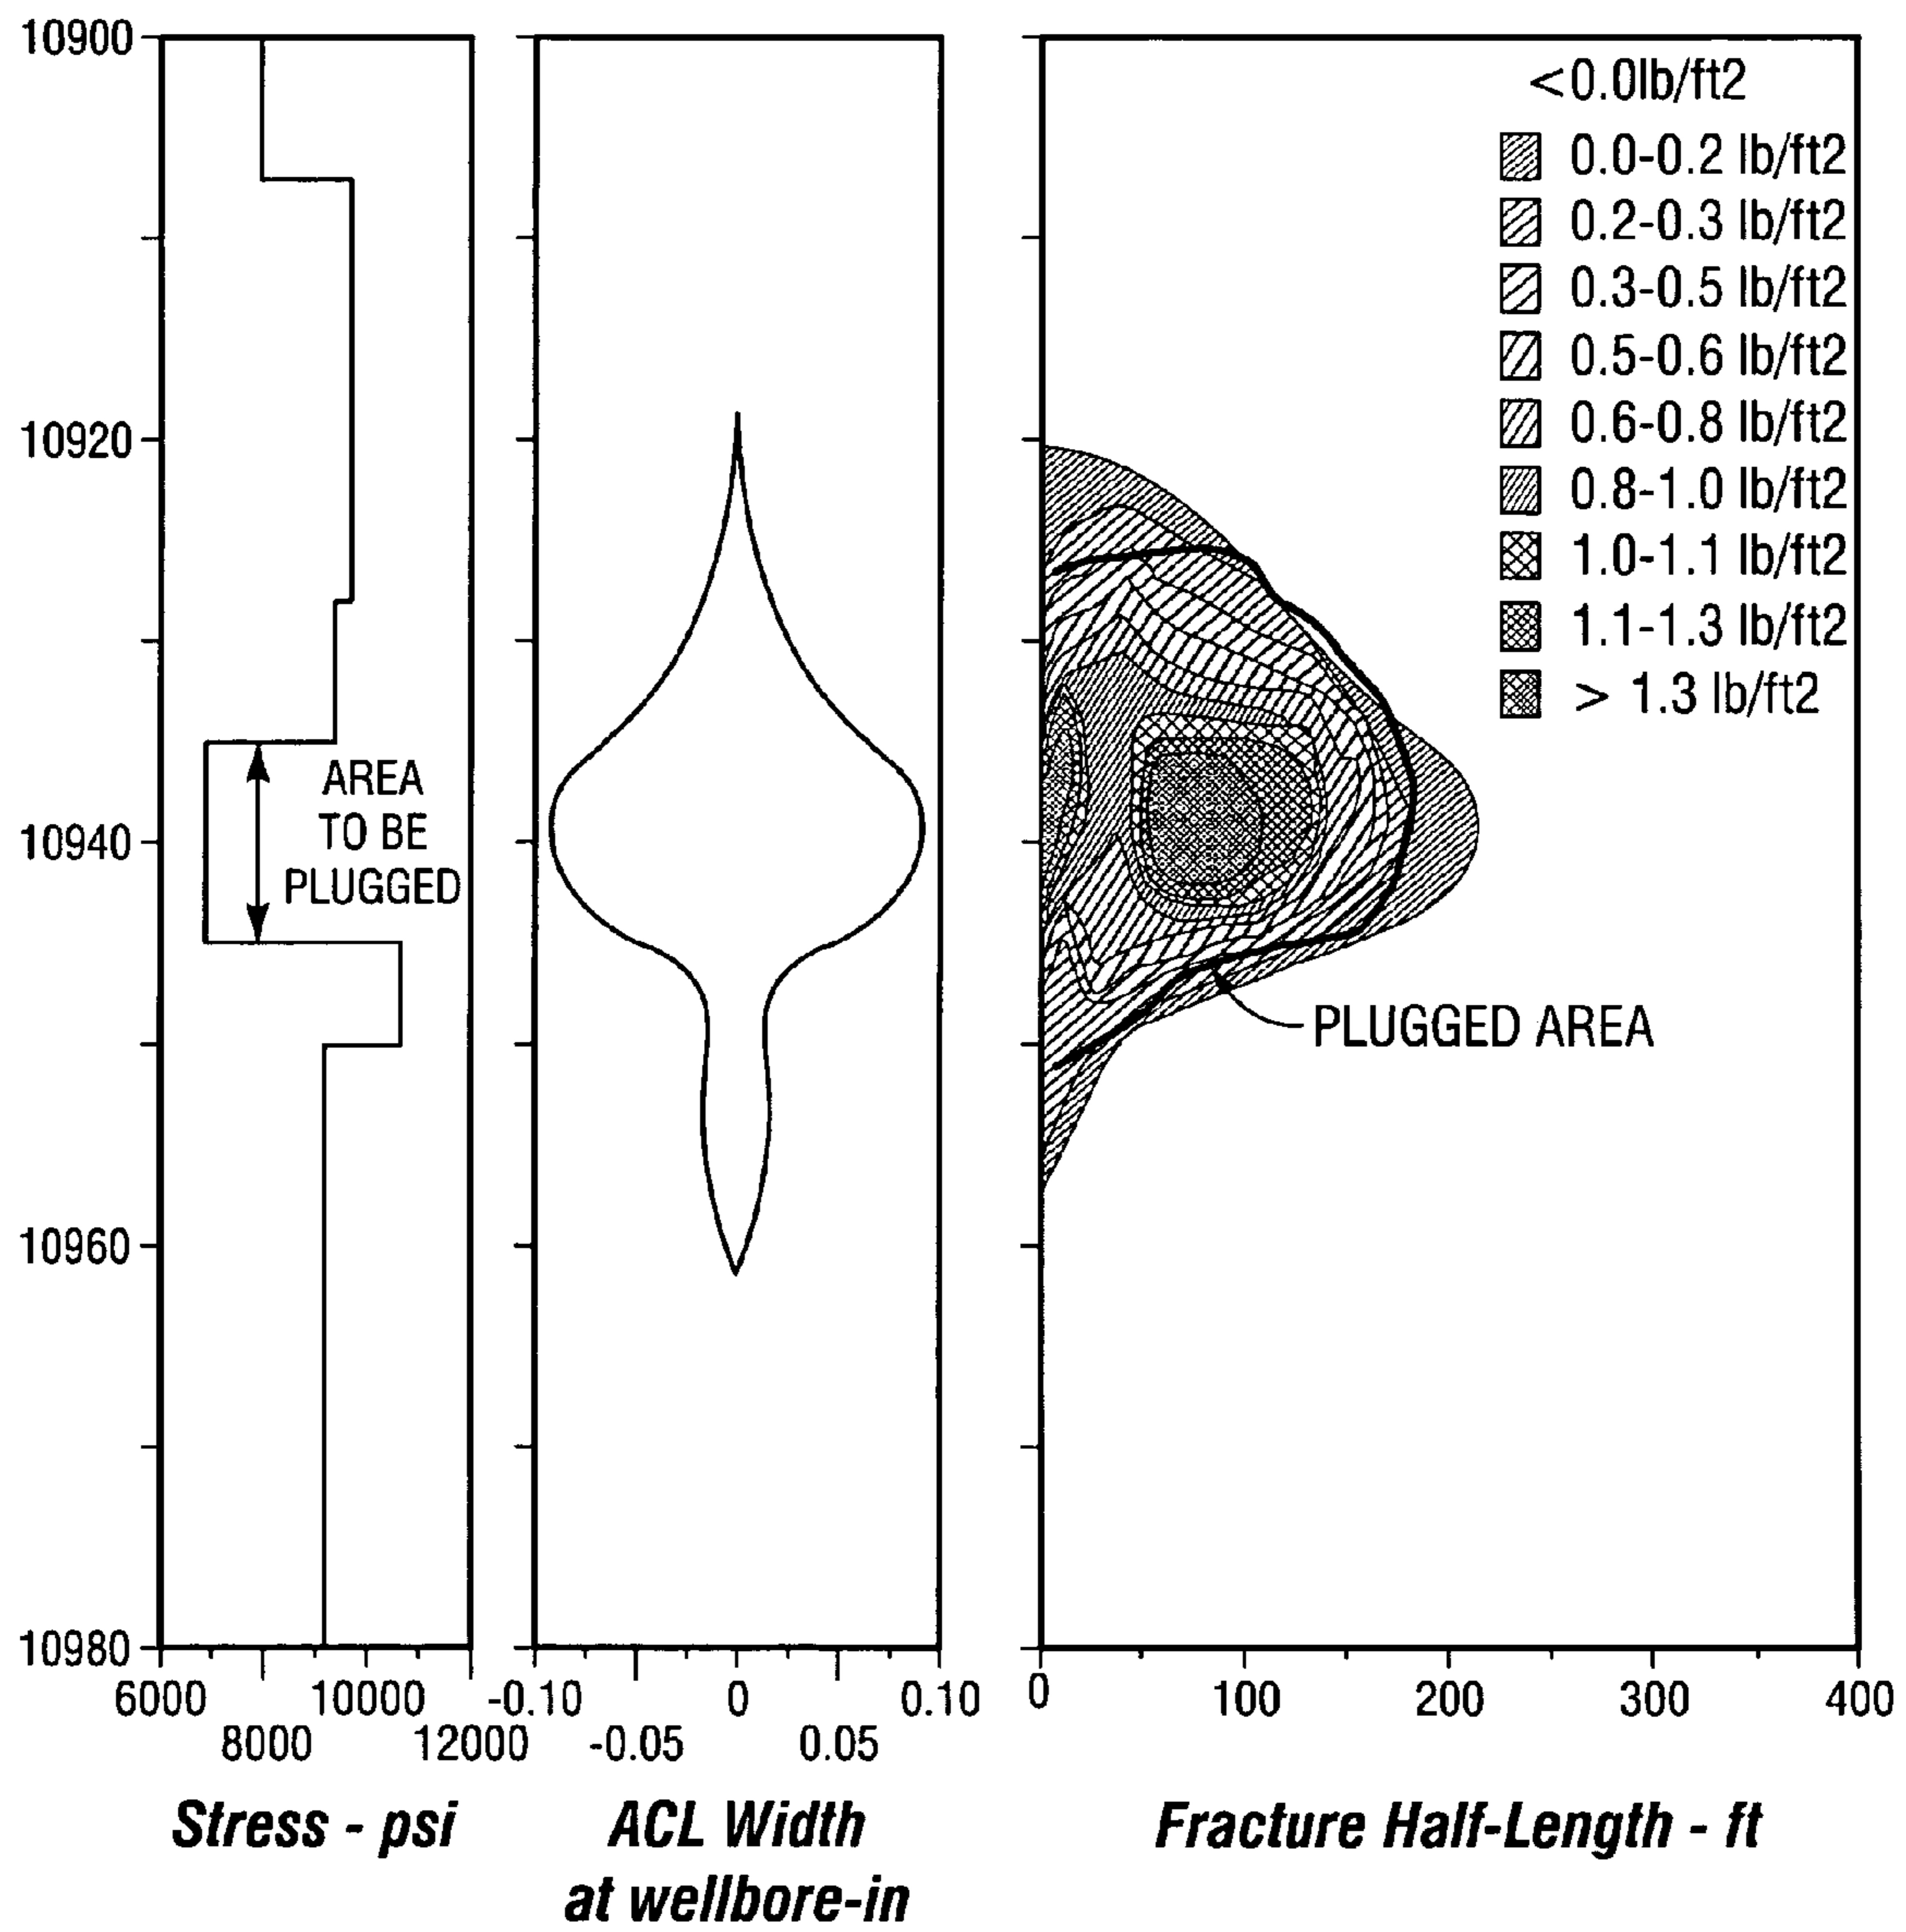 10900
10920
10940
10960
10980
AREA
TO BE
PLUGGED
<0.0lb/ft2
0.0-0.2 lb/ft2
0.2-0.3 lb/ft2
0.3-0.5 lb/ft2
0.5-0.6 lb/ft2
0.6-0.8 lb/ft2
0.8-1.0 lb/ft2
1.0-1.1 lb/ft2
1.1-1.3 lb/ft2
> 1.3 lb/ft2
PLUGGED AREA
6000 10000
8000 12000
-0.10 0 0.10
-0.05 0.05
0 100 200 300 400
Stress - psi
ACL Width
at wellbore-in
Fracture Half-Length - ft